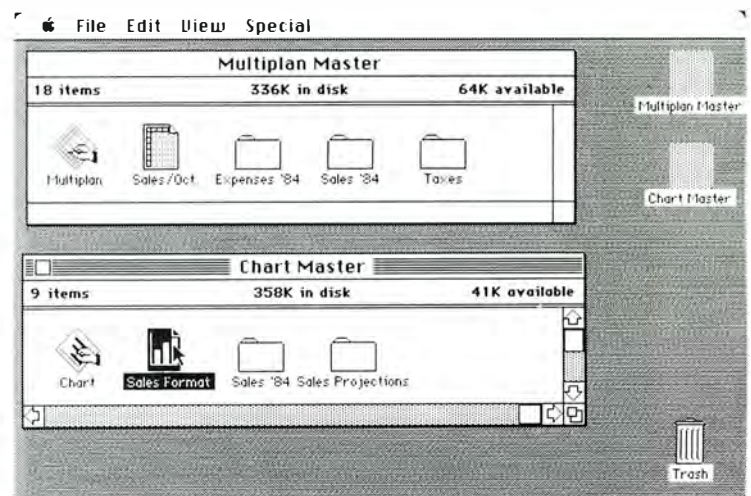 File Edit View Special
Multiplan Master
18 items 336K in disk 64K available
Multiplan Sales/Oct. Expenses '84 Sales '84 Taxes
Multiplan Master
Chart Master
Chart Master
9 items 358K in disk 41K available
Chart Sales Format Sales '84 Sales Projections
Trash